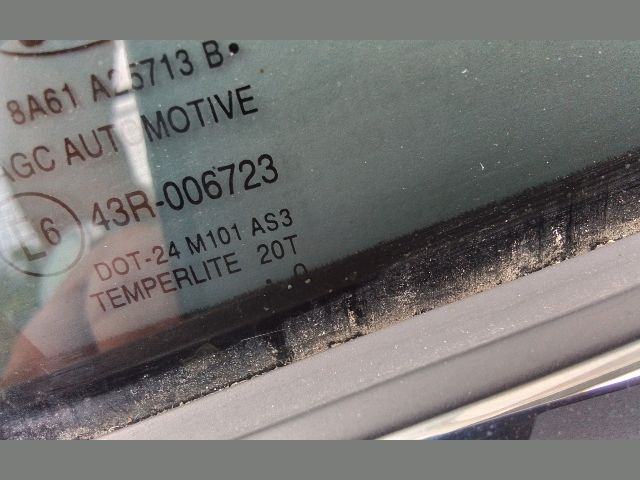 8A61 A25713 B
AGC AUTOMOTIVE
E6 43R-006723
DOT-24 M101 AS3
TEMPERLITE 20T